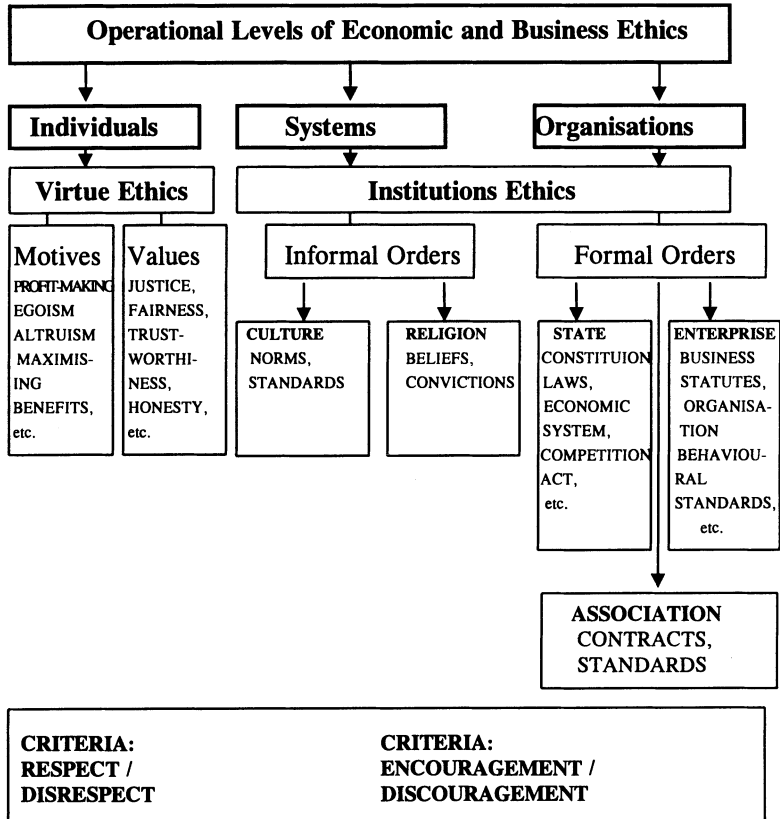 Operational Levels of Economic and Business Ethics
Individuals
Systems
Organisations
Virtue Ethics
Institutions Ethics
Motives
PROFIT-MAKING
EGOISM
ALTRUISM
MAXIMIS-
ING
BENEFITS,
etc.
Values
JUSTICE,
FAIRNESS,
TRUST-
WORTHI-
NESS,
HONESTY,
etc.
Informal Orders
Formal Orders
CULTURE
NORMS,
STANDARDS
RELIGION
BELIEFS,
CONVICTIONS
STATE
CONSTITUION
LAWS,
ECONOMIC
SYSTEM,
COMPETITION
ACT,
etc.
ENTERPRISE
BUSINESS
STATUTES,
ORGANISA-
TION
BEHAVIOU-
RAL
STANDARDS,
etc.
ASSOCIATION
CONTRACTS,
STANDARDS
CRITERIA:
RESPECT /
DISRESPECT
CRITERIA:
ENCOURAGEMENT /
DISCOURAGEMENT